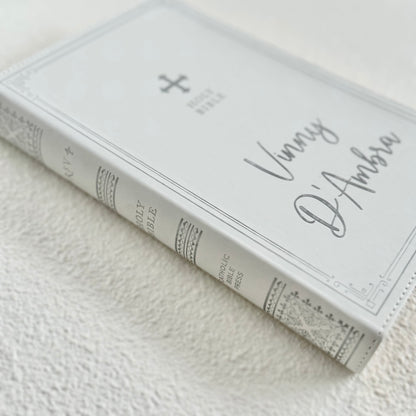 HOLY
BIBLE
Vinny
D'Ambra
HOLY
BIBLE
CATHOLIC
BIBLE
PRESS